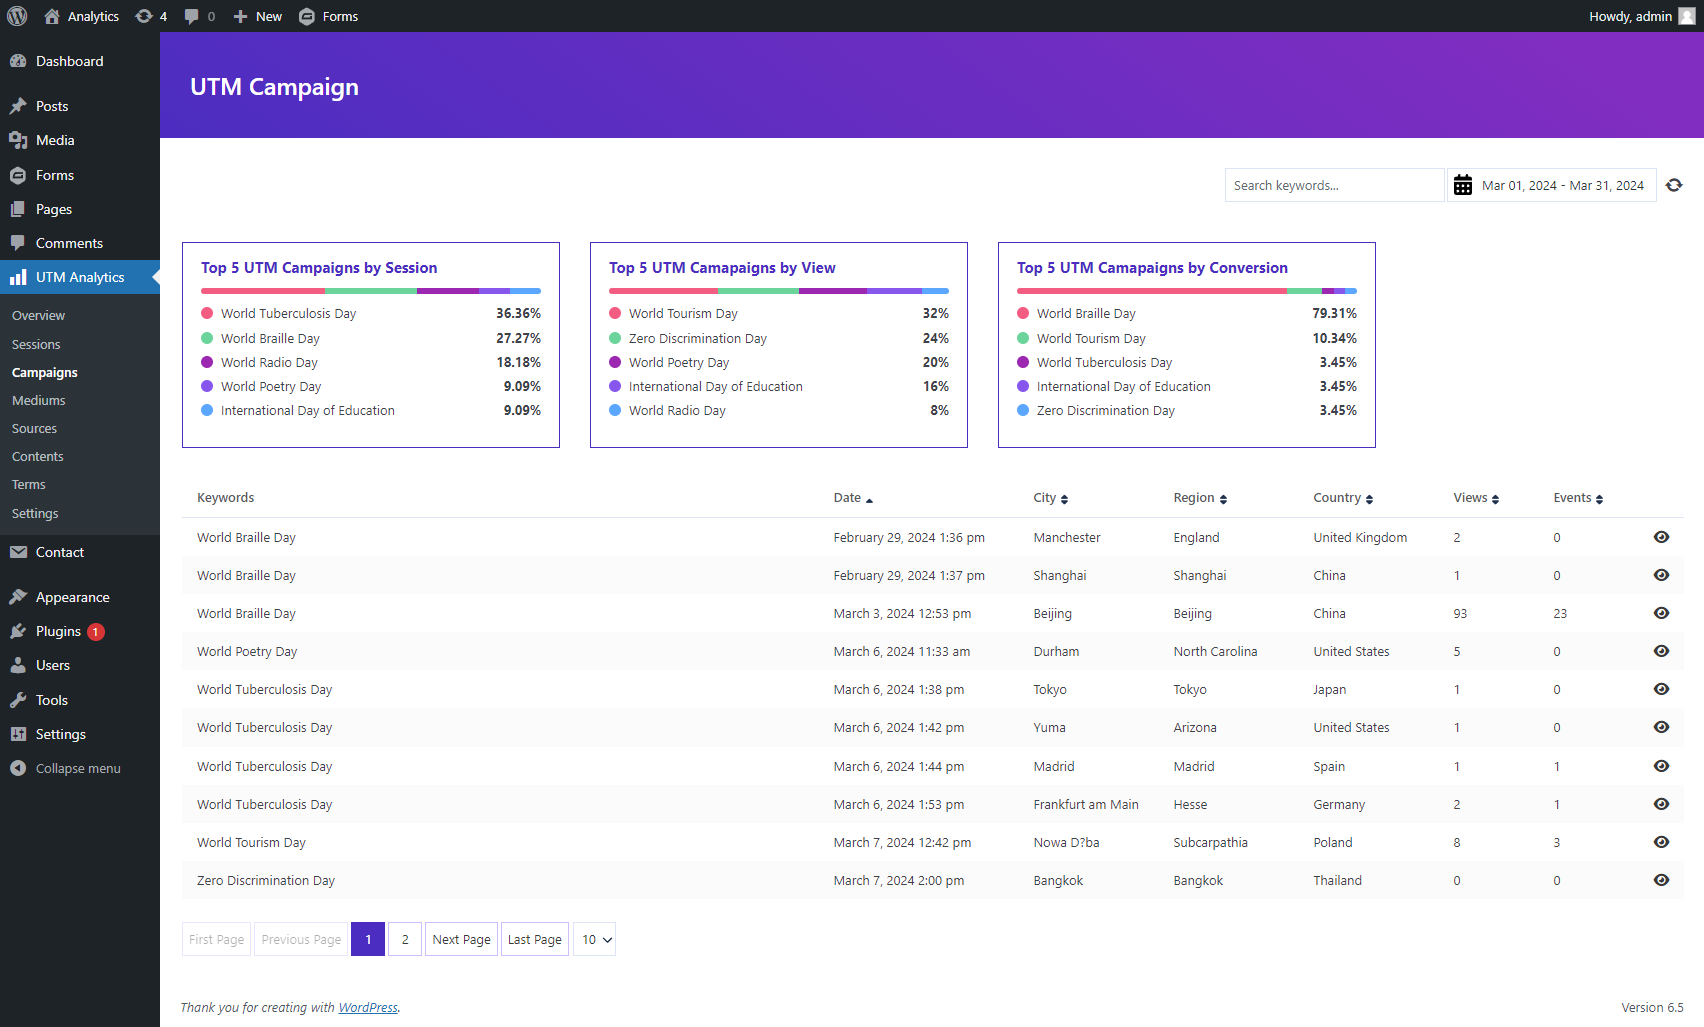 Analytics 4 0 New Forms Howdy, admin
Dashboard
Posts
Media
Forms
Pages
Comments
UTM Analytics
Overview
Sessions
Campaigns
Mediums
Sources
Contents
Terms
Settings
Contact
Appearance
Plugins 1
Users
Tools
Settings
Collapse menu
UTM Campaign
Search keywords... Mar 01, 2024 - Mar 31, 2024
Top 5 UTM Campaigns by Session
World Tuberculosis Day 36.36%
World Braille Day 27.27%
World Radio Day 18.18%
World Poetry Day 9.09%
International Day of Education 9.09%
Top 5 UTM Camapaigns by View
World Tourism Day 32%
Zero Discrimination Day 24%
World Poetry Day 20%
International Day of Education 16%
World Radio Day 8%
Top 5 UTM Camapaigns by Conversion
World Braille Day 79.31%
World Tourism Day 10.34%
World Tuberculosis Day 3.45%
International Day of Education 3.45%
Zero Discrimination Day 3.45%
Keywords Date City Region Country Views Events
World Braille Day February 29, 2024 1:36 pm Manchester England United Kingdom 2 0
World Braille Day February 29, 2024 1:37 pm Shanghai Shanghai China 1 0
World Braille Day March 3, 2024 12:53 pm Beijing Beijing China 93 23
World Poetry Day March 6, 2024 11:33 am Durham North Carolina United States 5 0
World Tuberculosis Day March 6, 2024 1:38 pm Tokyo Tokyo Japan 1 0
World Tuberculosis Day March 6, 2024 1:42 pm Yuma Arizona United States 1 0
World Tuberculosis Day March 6, 2024 1:44 pm Madrid Madrid Spain 1 1
World Tuberculosis Day March 6, 2024 1:53 pm Frankfurt am Main Hesse Germany 2 1
World Tourism Day March 7, 2024 12:42 pm Nowa D?ba Subcarpathia Poland 8 3
Zero Discrimination Day March 7, 2024 2:00 pm Bangkok Bangkok Thailand 0 0
First Page Previous Page 1 2 Next Page Last Page 10
Thank you for creating with WordPress. Version 6.5